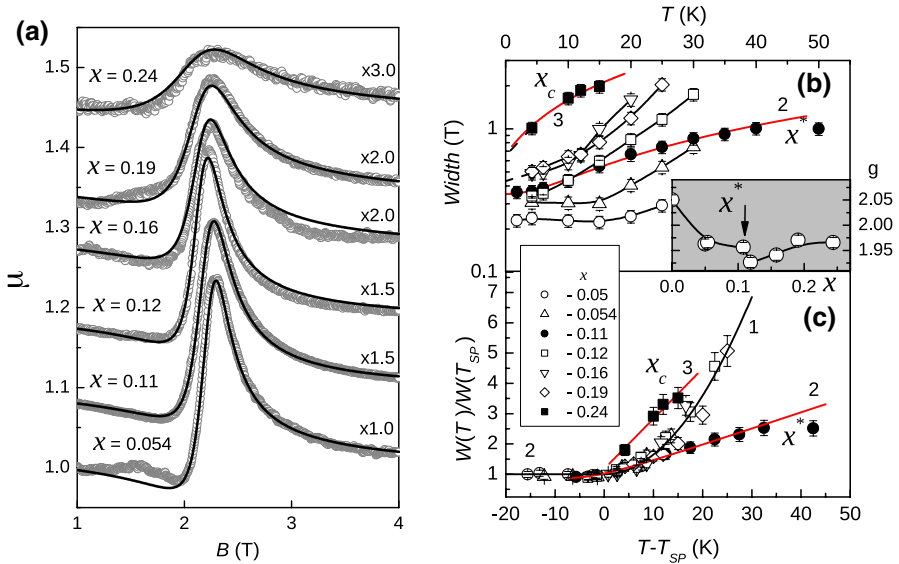 (a)
μ
1.5
1.4
1.3
1.2
1.1
1.0
x = 0.24
x3.0
x = 0.19
x2.0
x = 0.16
x2.0
x = 0.12
x1.5
x = 0.11
x1.5
x = 0.054
x1.0
1 2 3 4
B (T)
T (K)
0 10 20 30 40 50
(b)
Width (T)
1
0.1
x_c
3
2
x*
g
2.05
2.00
1.95
x*
0.0 0.1 0.2 x
x
- 0.05
- 0.054
- 0.11
- 0.12
- 0.16
- 0.19
- 0.24
(c)
W(T)/W(T_SP)
7
6
5
4
3
2
1
0
1
x_c 3
2
x*
2
-20 -10 0 10 20 30 40 50
T-T_SP (K)